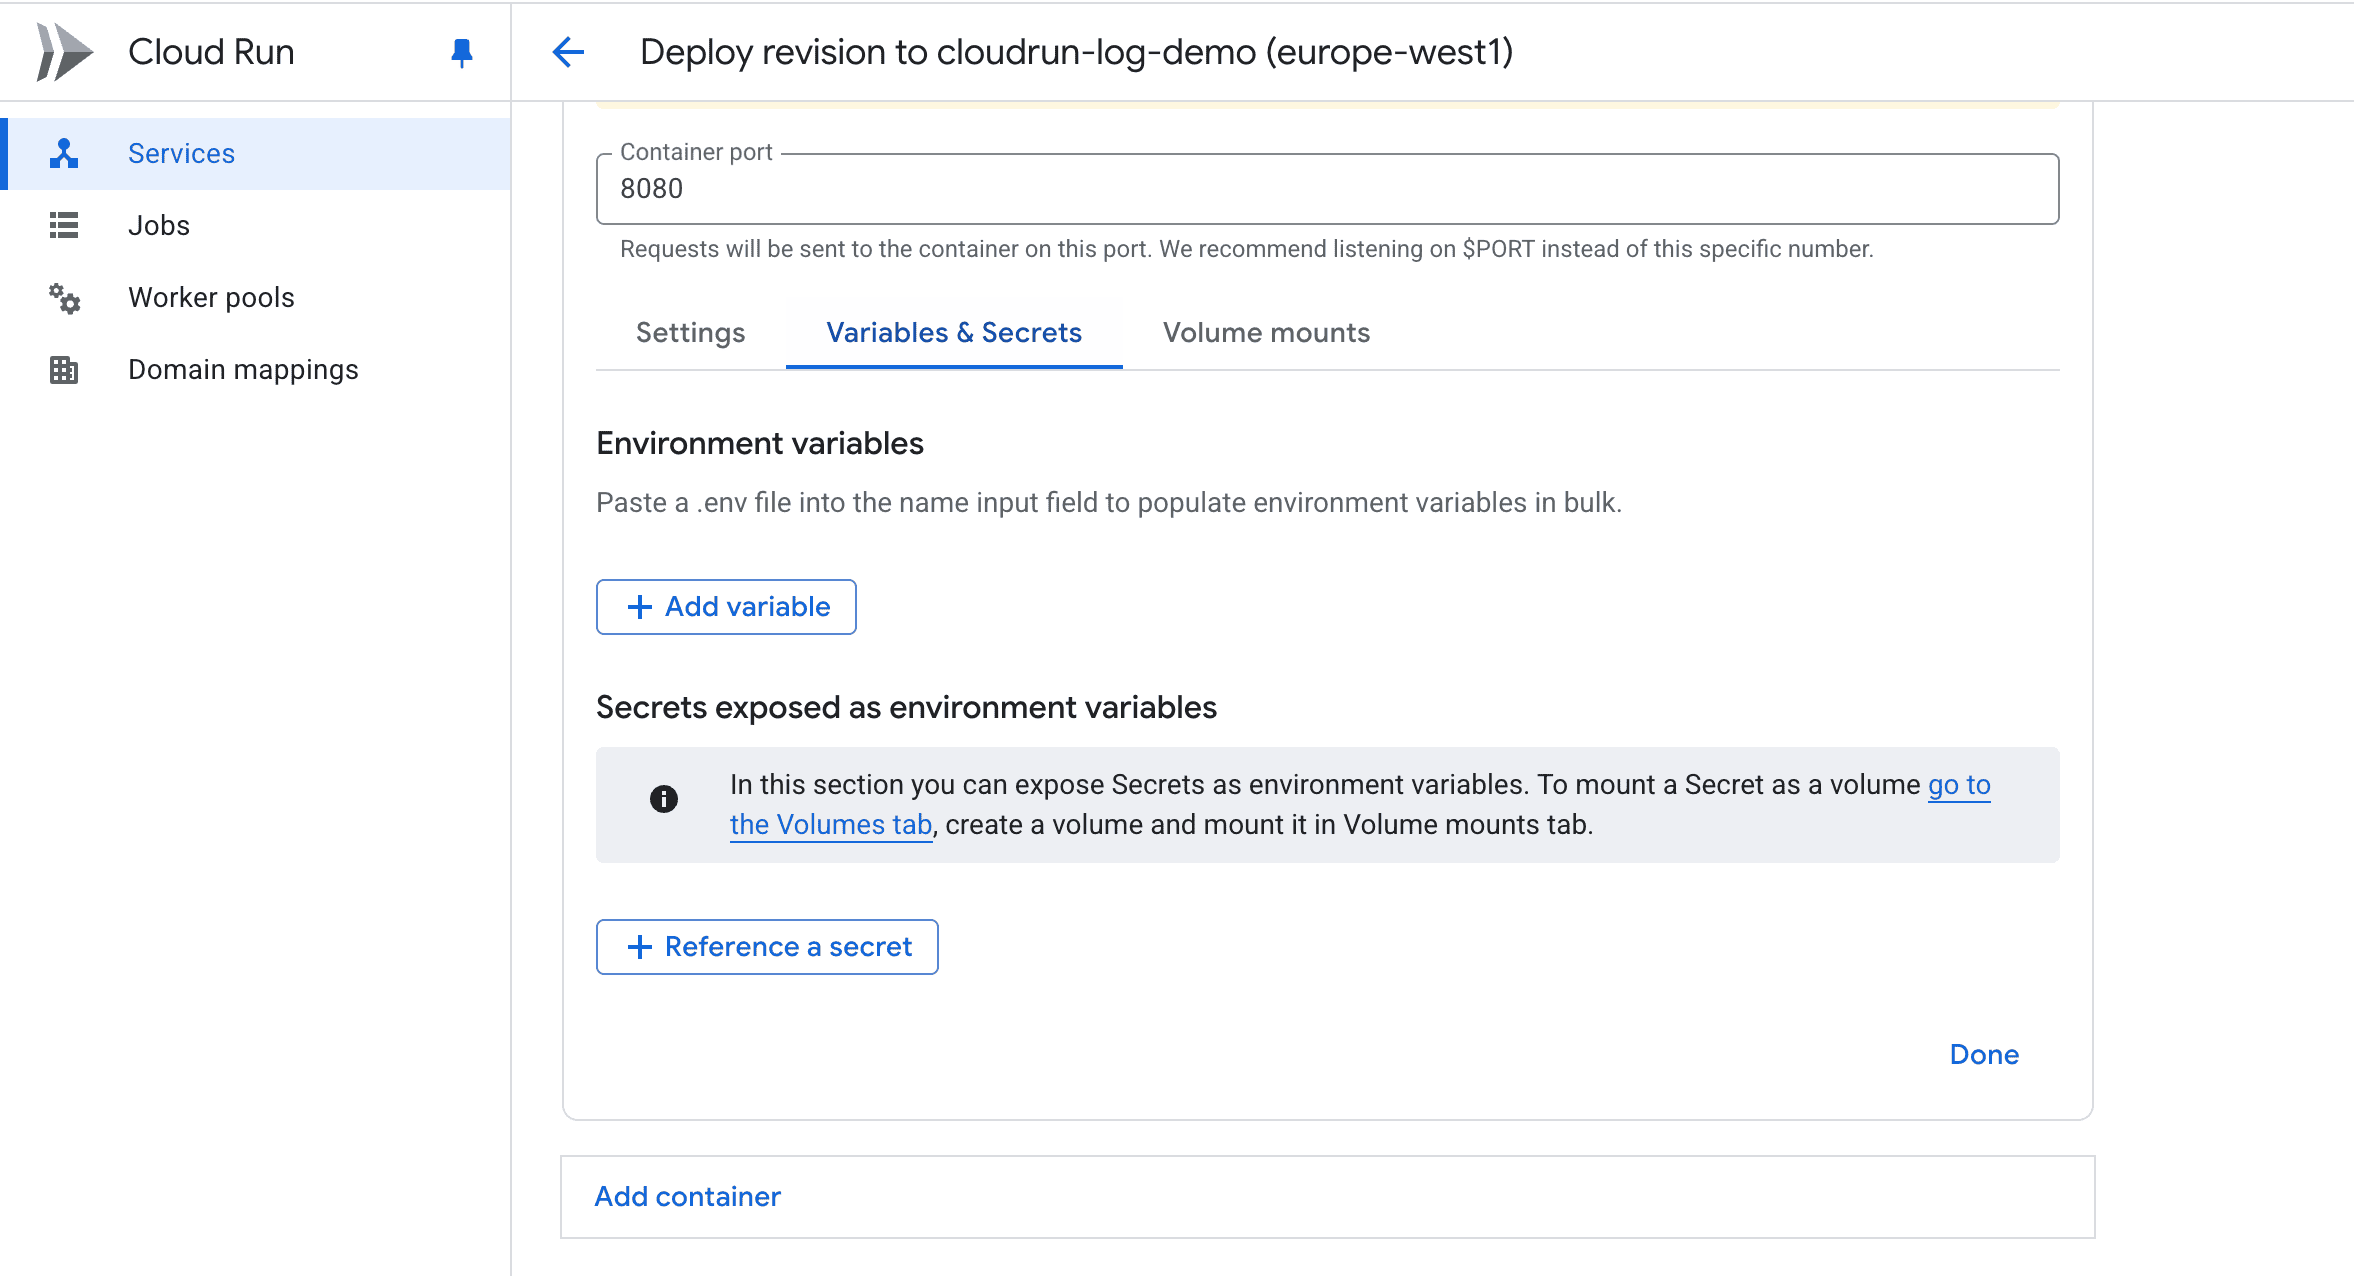 Cloud Run
Deploy revision to cloudrun-log-demo (europe-west1)
Services
Jobs
Worker pools
Domain mappings
Container port
8080
Requests will be sent to the container on this port. We recommend listening on $PORT instead of this specific number.
Settings
Variables & Secrets
Volume mounts
Environment variables
Paste a .env file into the name input field to populate environment variables in bulk.
Add variable
Secrets exposed as environment variables
In this section you can expose Secrets as environment variables. To mount a Secret as a volume go to
the Volumes tab, create a volume and mount it in Volume mounts tab.
Reference a secret
Done
Add container